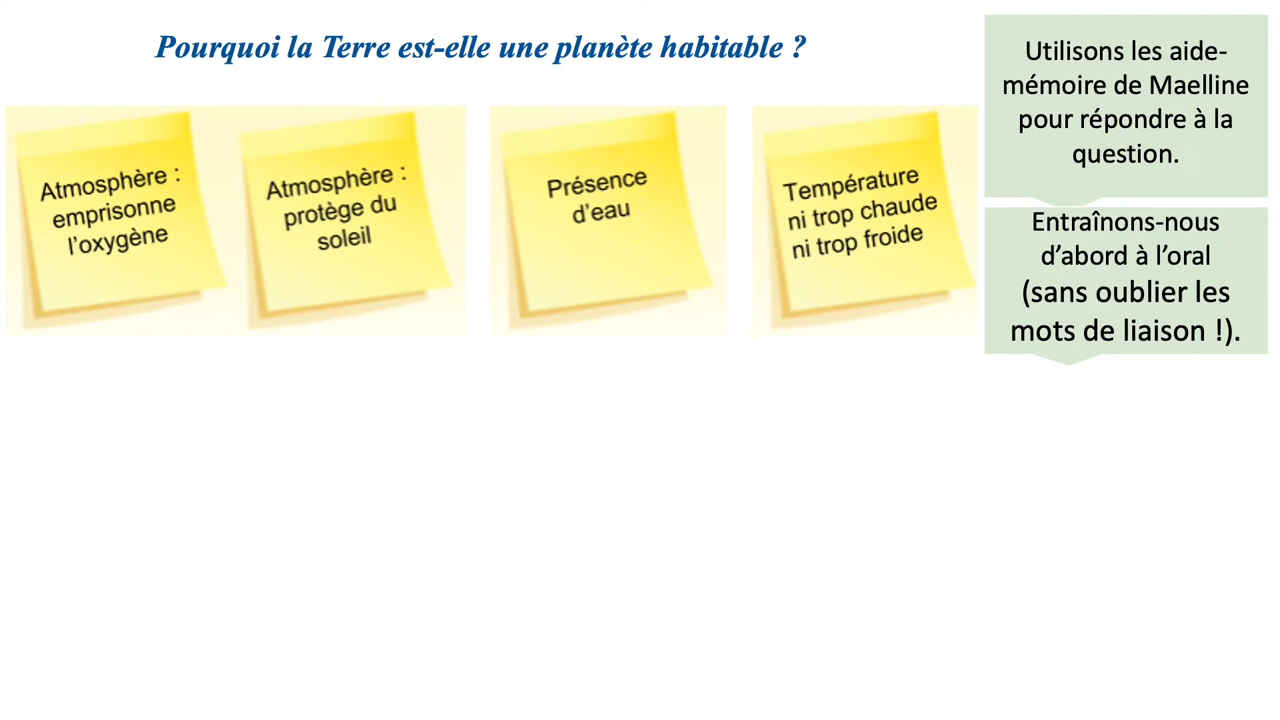 Pourquoi la Terre est-elle une planète habitable ?
Atmosphère :
emprisonne
l'oxygène
Atmosphère :
protège du
soleil
Présence
d'eau
Température
ni trop chaude
ni trop froide
Utilisons les aide-
mémoire de Maelline
pour répondre à la
question.
Entraînons-nous
d'abord à l'oral
(sans oublier les
mots de liaison !).